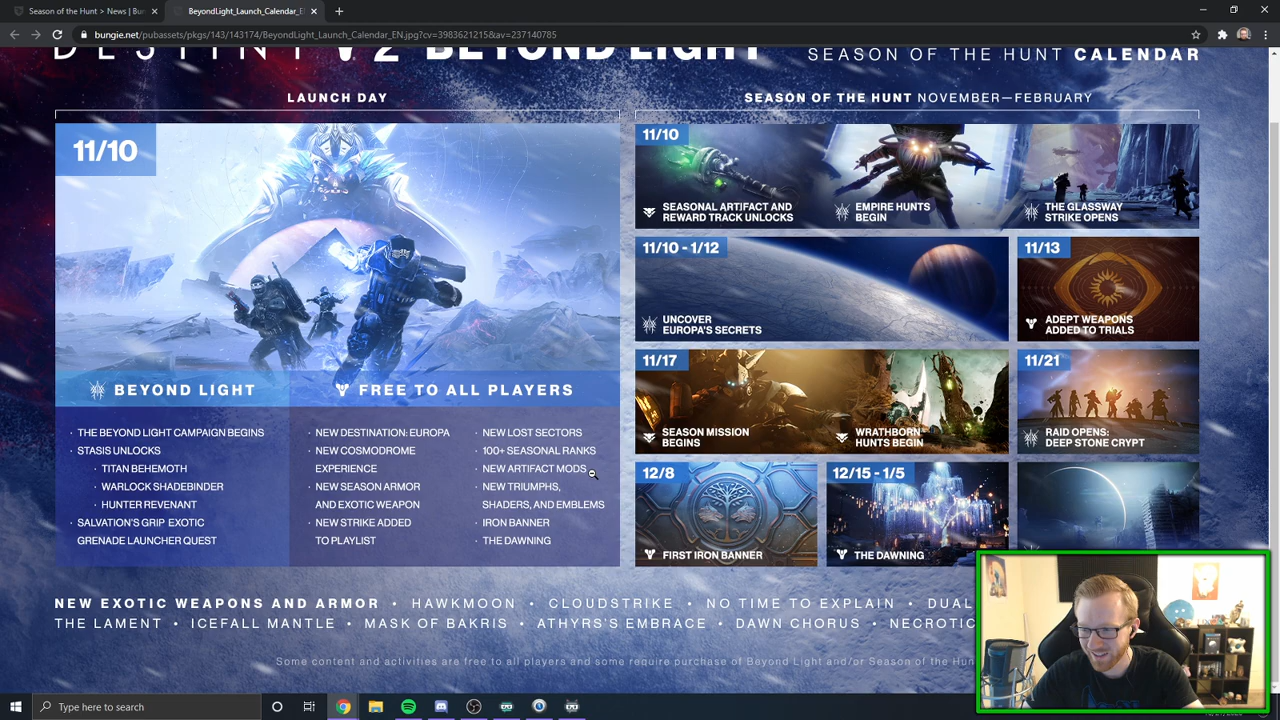 Season of the Hunt > News | Bu
BeyondLight_Launch_Calendar_E
bungie.net/pubassets/pkgs/143/143174/BeyondLight_Launch_Calendar_EN.jpg?cv=3983621215&av=237140785
DESTINY 2 BEYOND LIGHT
SEASON OF THE HUNT CALENDAR
LAUNCH DAY
11/10
BEYOND LIGHT
· THE BEYOND LIGHT CAMPAIGN BEGINS
· STASIS UNLOCKS
· TITAN BEHEMOTH
· WARLOCK SHADEBINDER
· HUNTER REVENANT
· SALVATION'S GRIP EXOTIC
GRENADE LAUNCHER QUEST
FREE TO ALL PLAYERS
· NEW DESTINATION: EUROPA
· NEW COSMODROME
EXPERIENCE
· NEW SEASON ARMOR
AND EXOTIC WEAPON
· NEW STRIKE ADDED
TO PLAYLIST
· NEW LOST SECTORS
· 100+ SEASONAL RANKS
· NEW ARTIFACT MODS
· NEW TRIUMPHS,
SHADERS, AND EMBLEMS
· IRON BANNER
· THE DAWNING
SEASON OF THE HUNT NOVEMBER—FEBRUARY
11/10
SEASONAL ARTIFACT AND
REWARD TRACK UNLOCKS
EMPIRE HUNTS
BEGIN
THE GLASSWAY
STRIKE OPENS
11/10 - 1/12
UNCOVER
EUROPA'S SECRETS
11/13
ADEPT WEAPONS
ADDED TO TRIALS
11/17
SEASON MISSION
BEGINS
WRATHBORN
HUNTS BEGIN
11/21
RAID OPENS:
DEEP STONE CRYPT
12/8
FIRST IRON BANNER
12/15 - 1/5
THE DAWNING
NEW EXOTIC WEAPONS AND ARMOR • HAWKMOON • CLOUDSTRIKE • NO TIME TO EXPLAIN • DUAL
THE LAMENT • ICEFALL MANTLE • MASK OF BAKRIS • ATHYRS'S EMBRACE • DAWN CHORUS • NECROTIC
Some content and activities are free to all players and some require purchase of Beyond Light and/or Season of the Hun
Type here to search